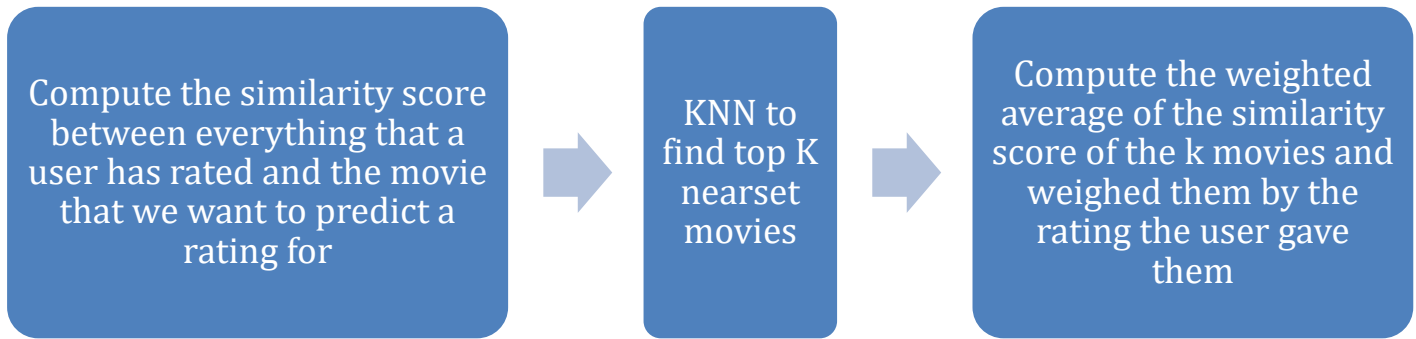 Compute the similarity score
between everything that a
user has rated and the movie
that we want to predict a
rating for
KNN to
find top K
nearset
movies
Compute the weighted
average of the similarity
score of the k movies and
weighed them by the
rating the user gave
them